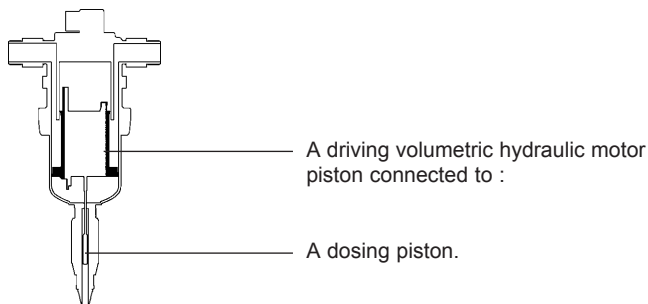 A driving volumetric hydraulic motor
piston connected to :
A dosing piston.